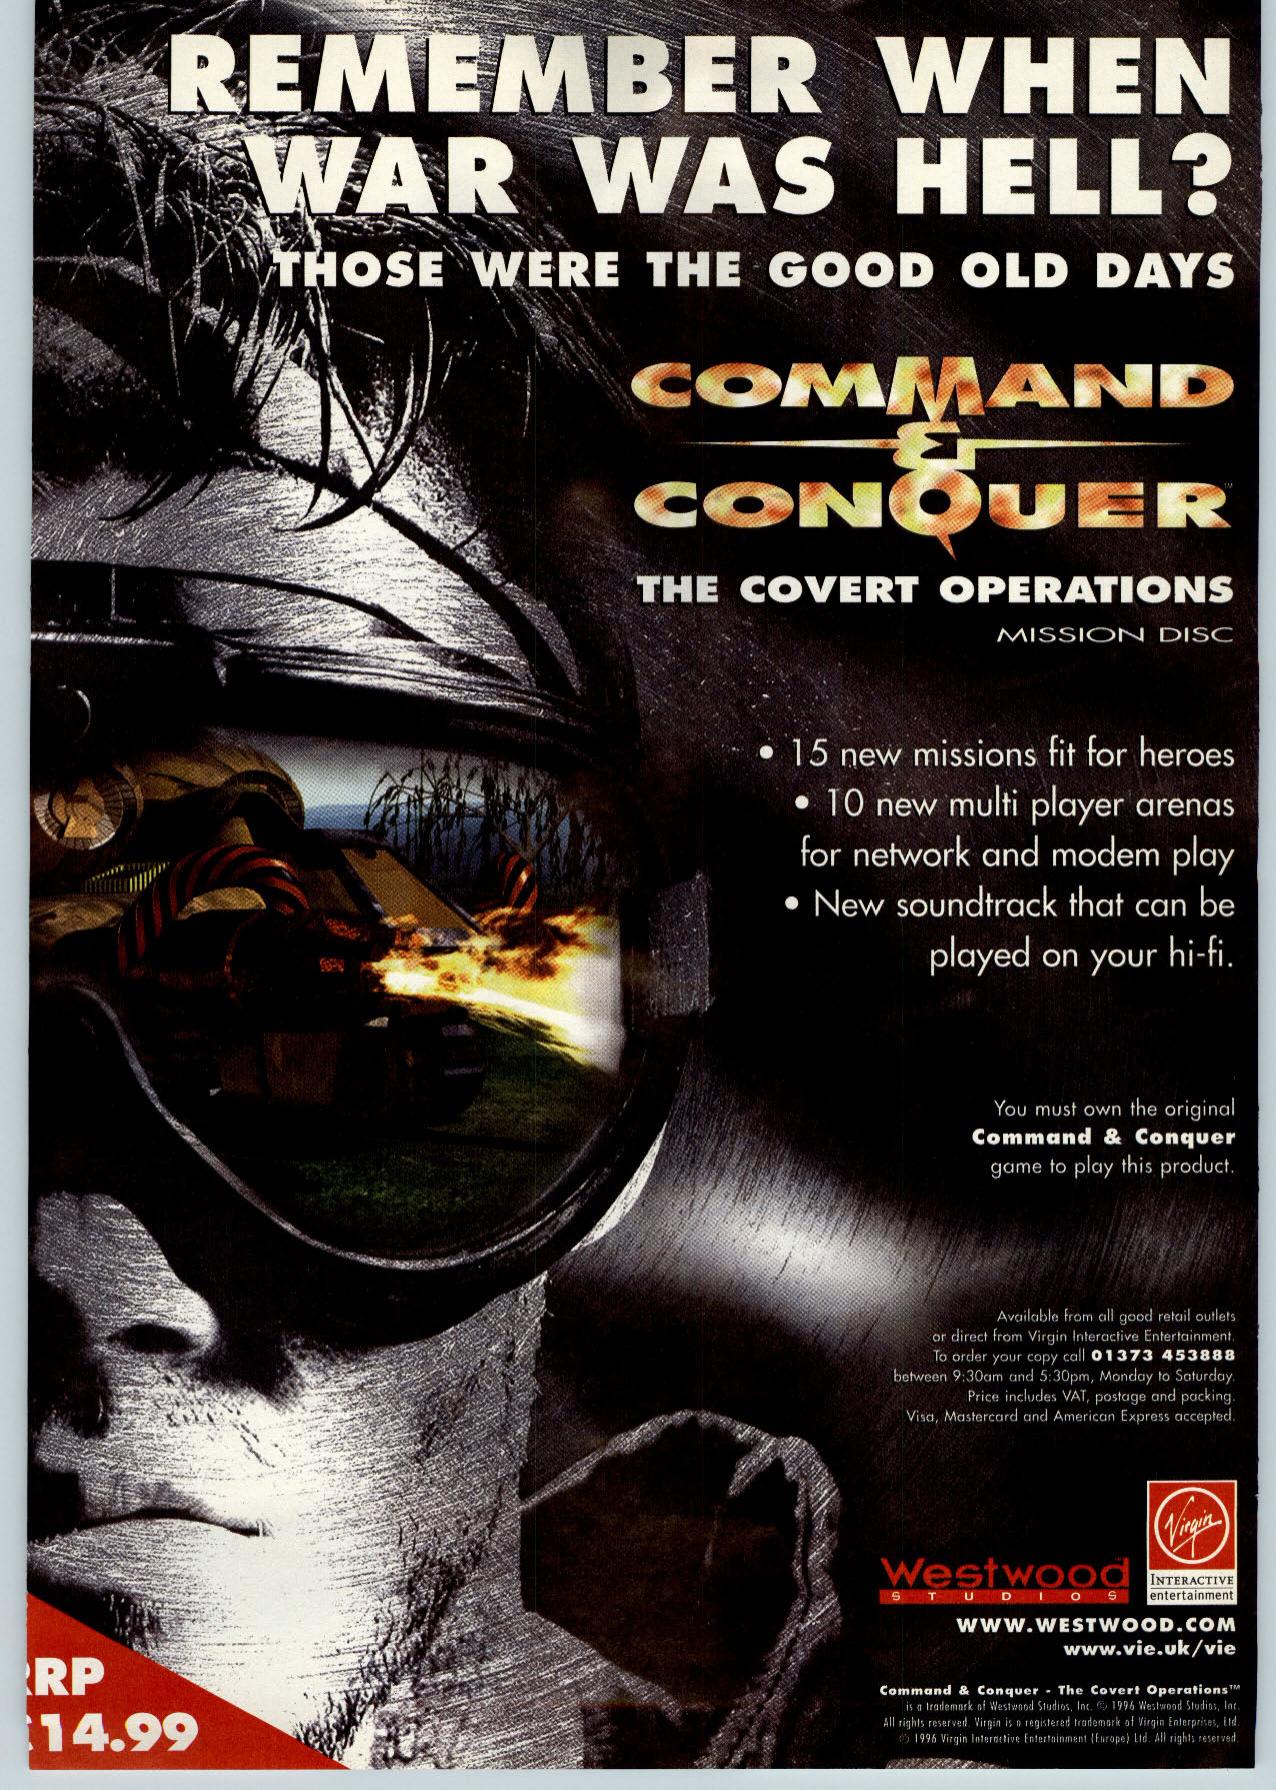 REMEMBER WHEN
WAR WAS HELL?
THOSE WERE THE GOOD OLD DAYS
COMMAND
&
CONQUER™
THE COVERT OPERATIONS
MISSION DISC
• 15 new missions fit for heroes
• 10 new multi player arenas
for network and modem play
• New soundtrack that can be
played on your hi-fi.
You must own the original
Command & Conquer
game to play this product.
Available from all good retail outlets
or direct from Virgin Interactive Entertainment.
To order your copy call 01373 453888
between 9:30am and 5:30pm, Monday to Saturday.
Price includes VAT, postage and packing.
Visa, Mastercard and American Express accepted.
Virgin
INTERACTIVE
entertainment
Westwood
STUDIOS
WWW.WESTWOOD.COM
www.vie.uk/vie
RRP
£14.99
Command & Conquer - The Covert Operations™
is a trademark of Westwood Studios, Inc. © 1996 Westwood Studios, Inc.
All rights reserved. Virgin is a registered trademark of Virgin Enterprises, Ltd.
© 1996 Virgin Interactive Entertainment (Europe) Ltd. All rights reserved.